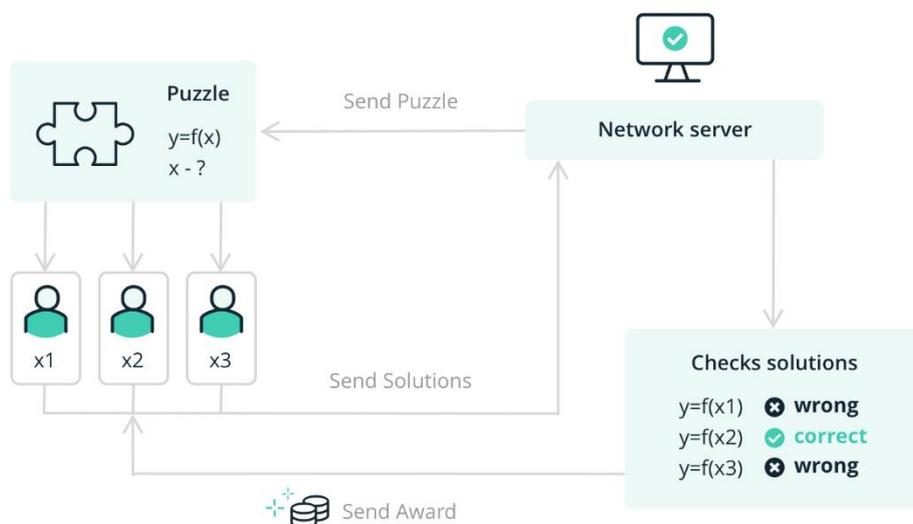 Puzzle
y=f(x)
x - ?
Send Puzzle
Network server
x1
x2
x3
Send Solutions
Checks solutions
y=f(x1) wrong
y=f(x2) correct
y=f(x3) wrong
Send Award